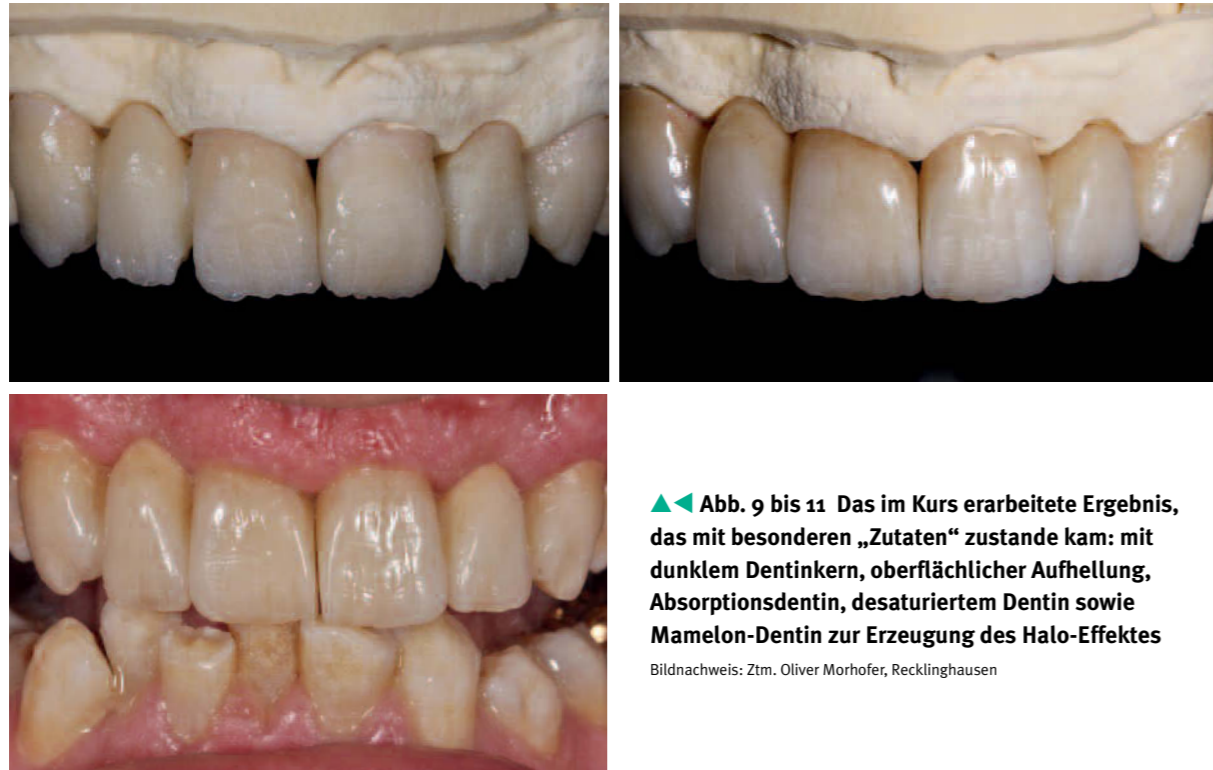 ▲◀ Abb. 9 bis 11 Das im Kurs erarbeitete Ergebnis,
das mit besonderen „Zutaten“ zustande kam: mit
dunklem Dentinkern, oberflächlicher Aufhellung,
Absorptionsdentin, desaturiertem Dentin sowie
Mamelon-Dentin zur Erzeugung des Halo-Effektes
Bildnachweis: Ztm. Oliver Morhofer, Recklinghausen